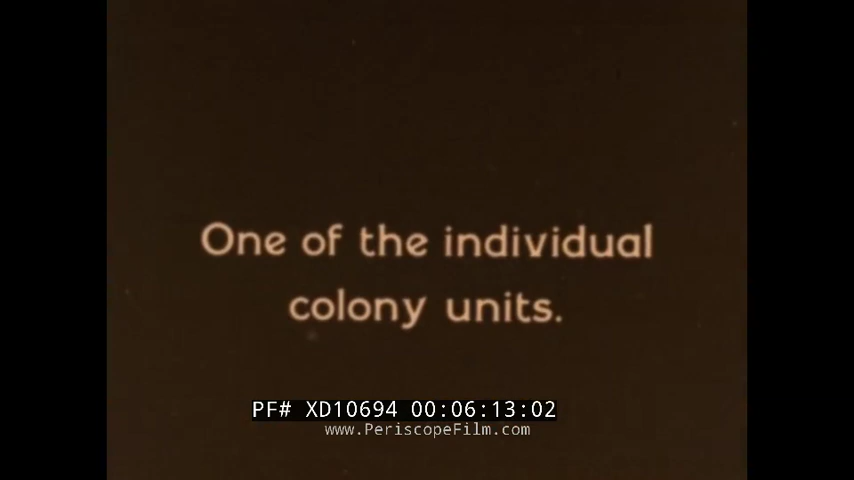 One of the individual
colony units.
PF# XD10694 00:06:13:02
www.PeriscopeFilm.com